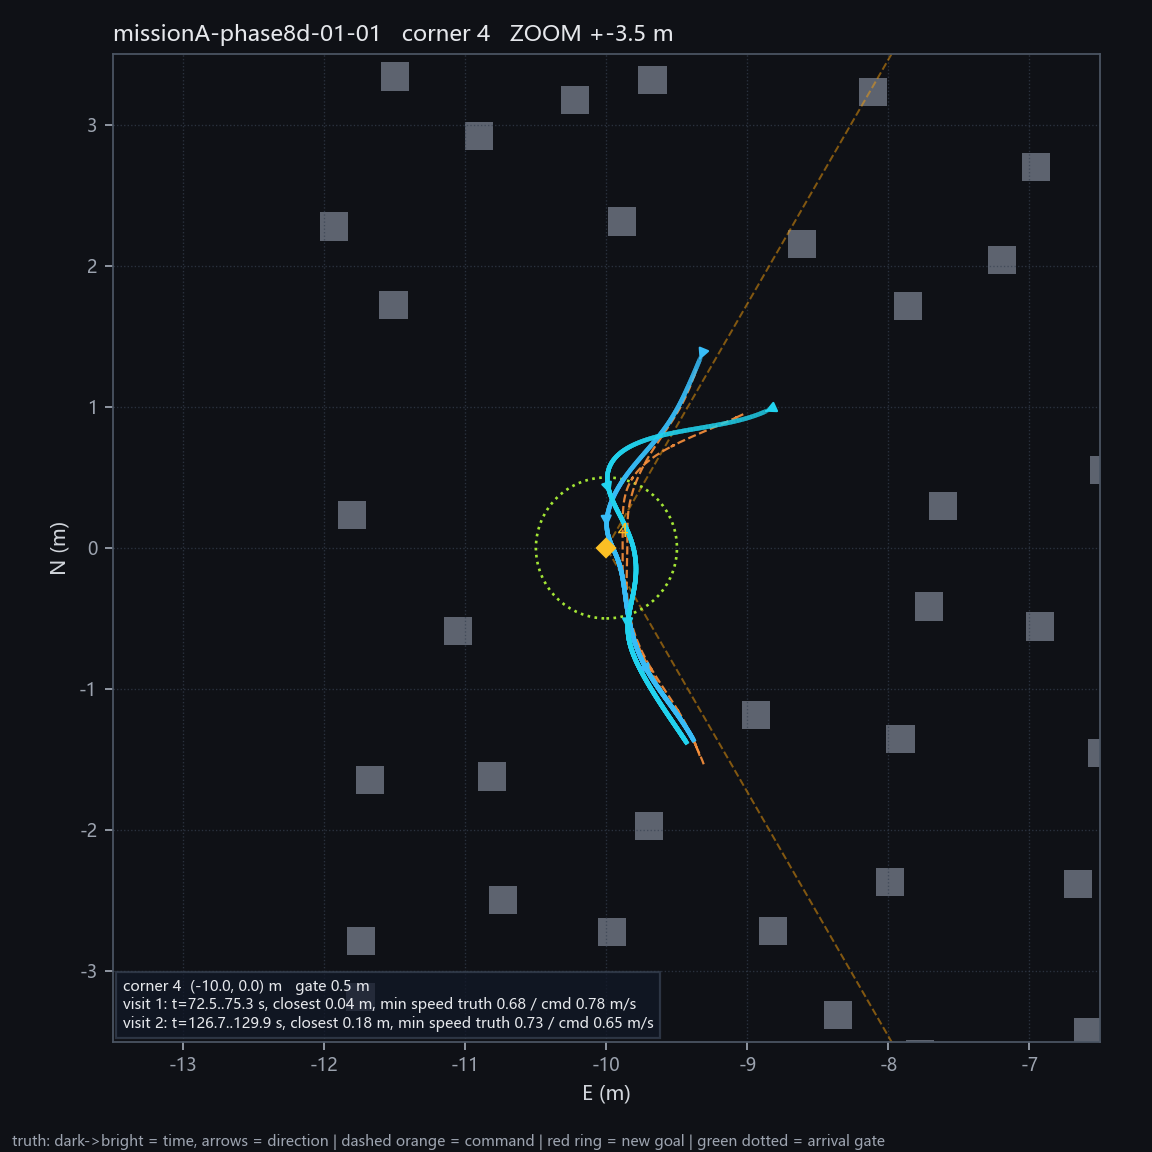 missionA-phase8d-01-01   corner 4   ZOOM +-3.5 m
3
2
1
0
-1
-2
-3
N (m)
4
corner 4  (-10.0, 0.0) m   gate 0.5 m
visit 1: t=72.5..75.3 s, closest 0.04 m, min speed truth 0.68 / cmd 0.78 m/s
visit 2: t=126.7..129.9 s, closest 0.18 m, min speed truth 0.73 / cmd 0.65 m/s
-13 -12 -11 -10 -9 -8 -7
E (m)
truth: dark->bright = time, arrows = direction | dashed orange = command | red ring = new goal | green dotted = arrival gate